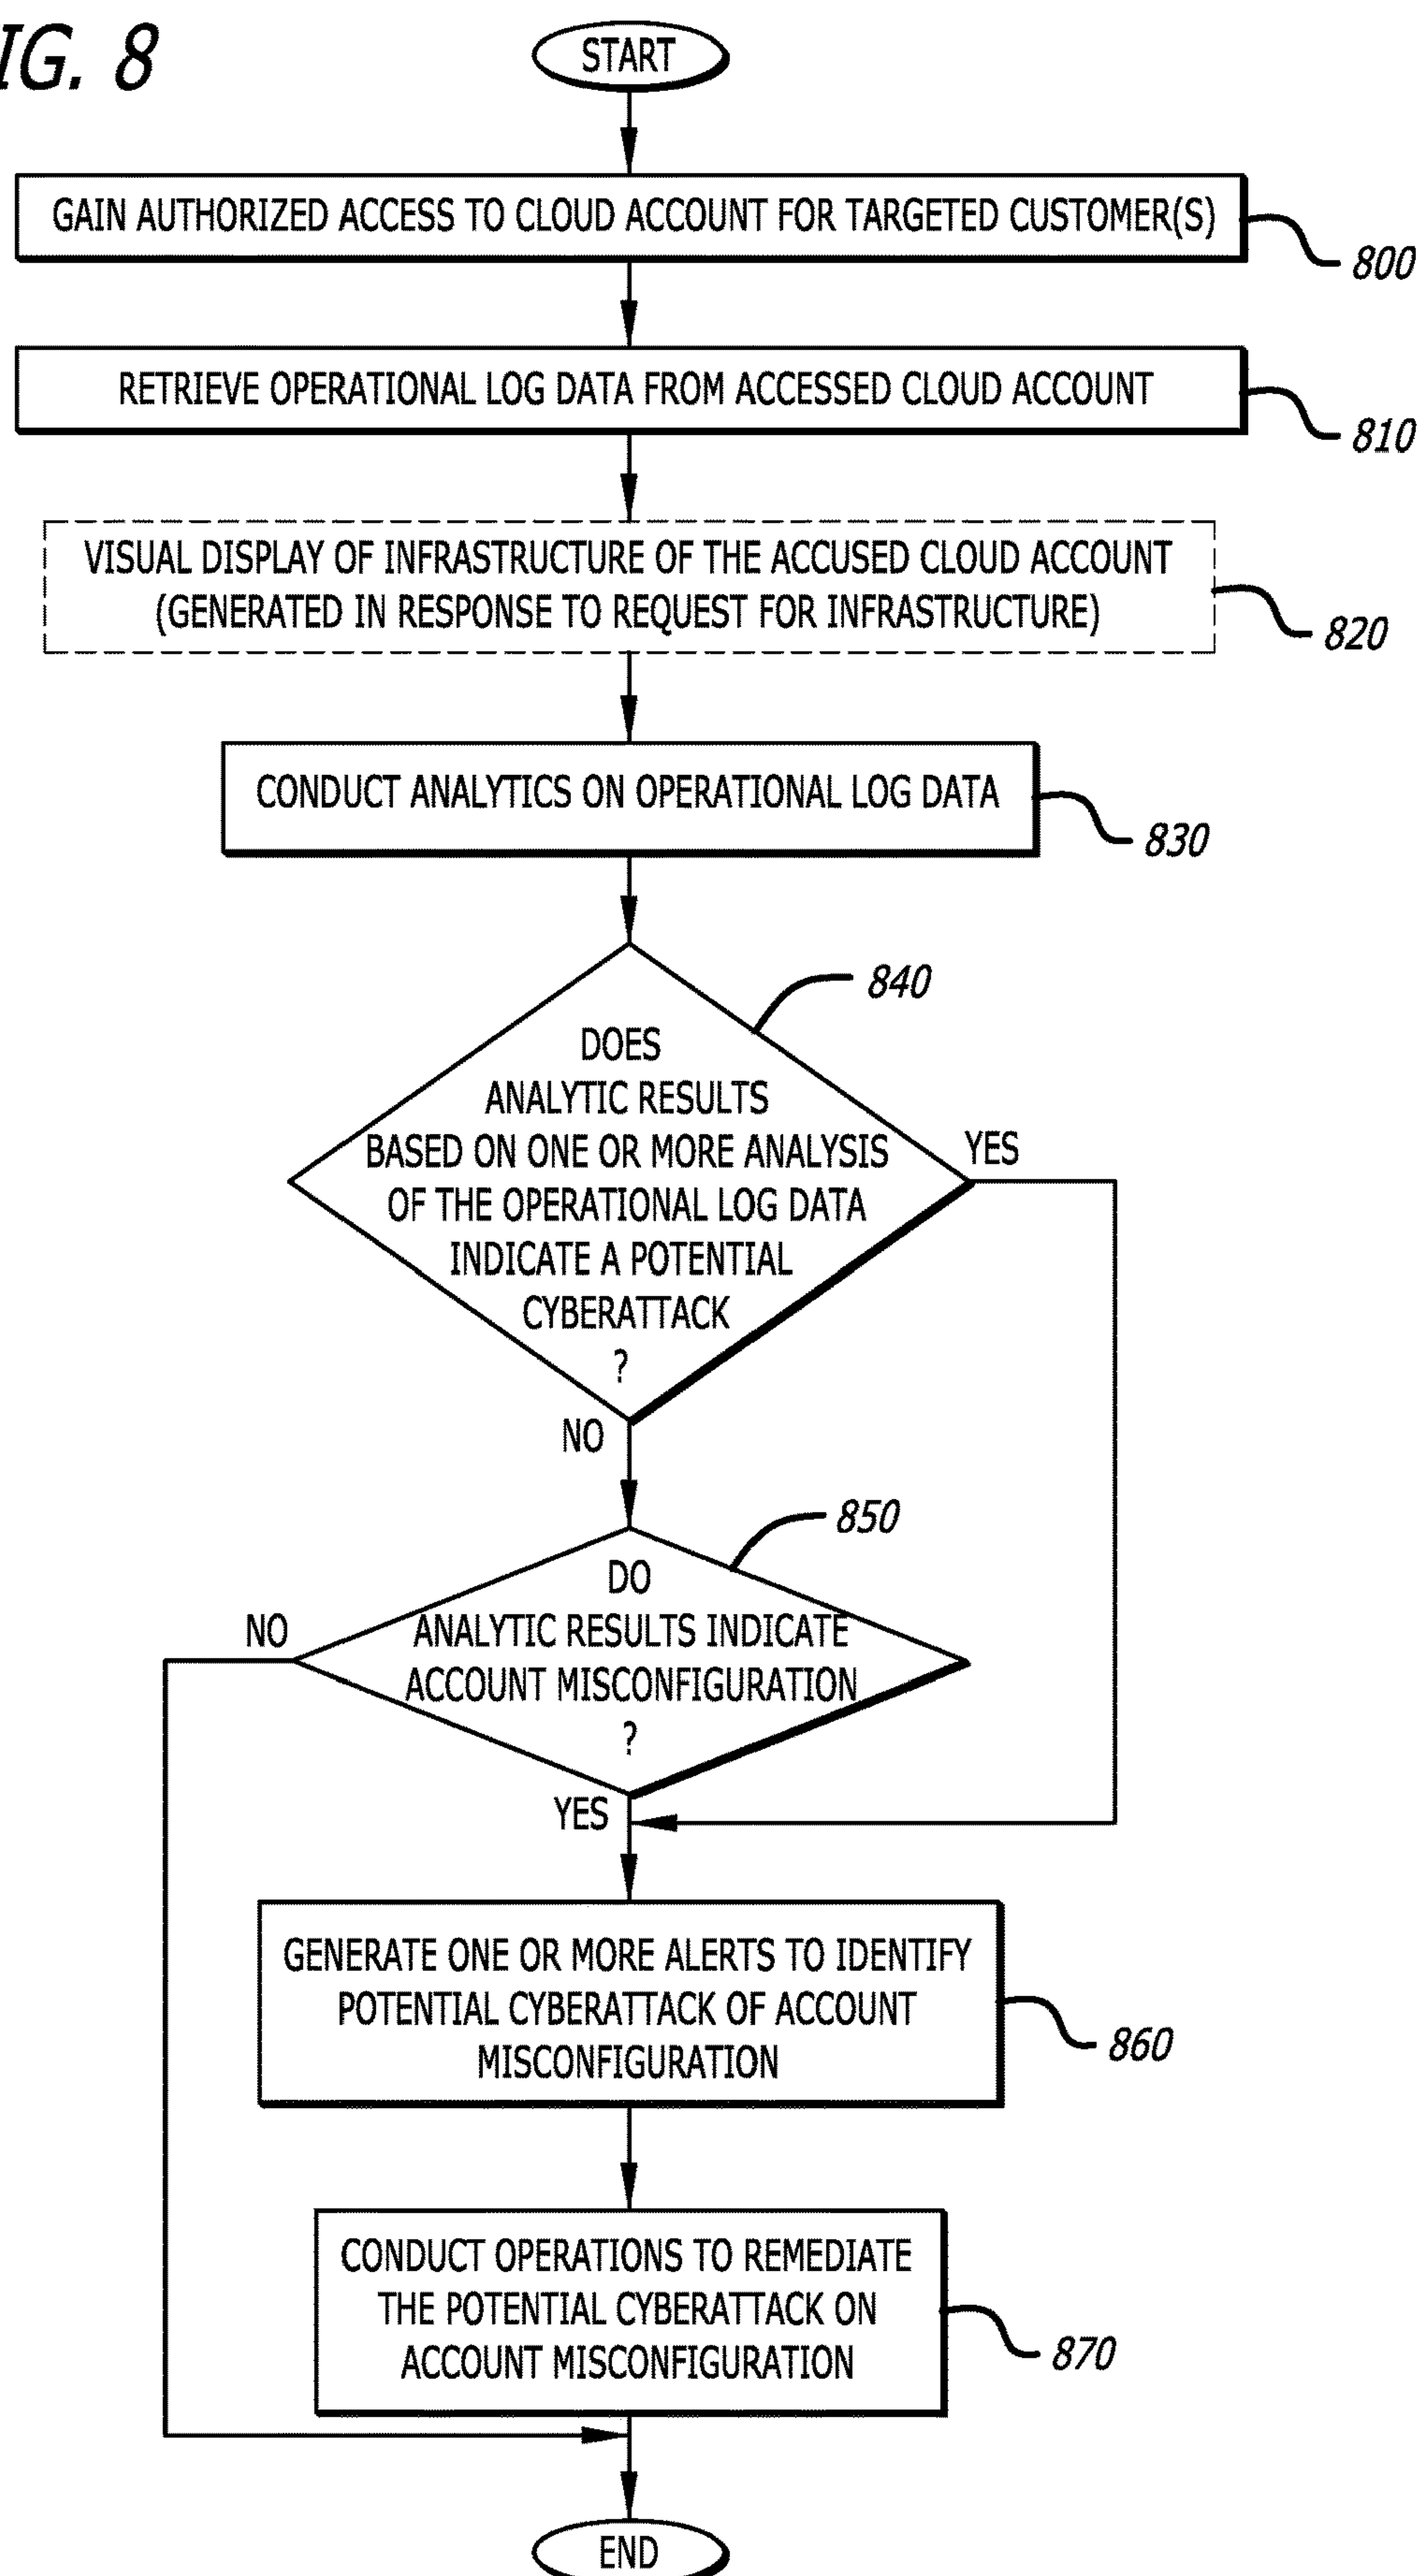 IG. 8
START
GAIN AUTHORIZED ACCESS TO CLOUD ACCOUNT FOR TARGETED CUSTOMER(S)
800
RETRIEVE OPERATIONAL LOG DATA FROM ACCESSED CLOUD ACCOUNT
810
VISUAL DISPLAY OF INFRASTRUCTURE OF THE ACCUSED CLOUD ACCOUNT
(GENERATED IN RESPONSE TO REQUEST FOR INFRASTRUCTURE)
820
CONDUCT ANALYTICS ON OPERATIONAL LOG DATA
830
840
DOES
ANALYTIC RESULTS
BASED ON ONE OR MORE ANALYSIS
OF THE OPERATIONAL LOG DATA
INDICATE A POTENTIAL
CYBERATTACK
?
YES
NO
850
DO
ANALYTIC RESULTS INDICATE
ACCOUNT MISCONFIGURATION
?
NO
YES
GENERATE ONE OR MORE ALERTS TO IDENTIFY
POTENTIAL CYBERATTACK OF ACCOUNT
MISCONFIGURATION
860
CONDUCT OPERATIONS TO REMEDIATE
THE POTENTIAL CYBERATTACK ON
ACCOUNT MISCONFIGURATION
870
END